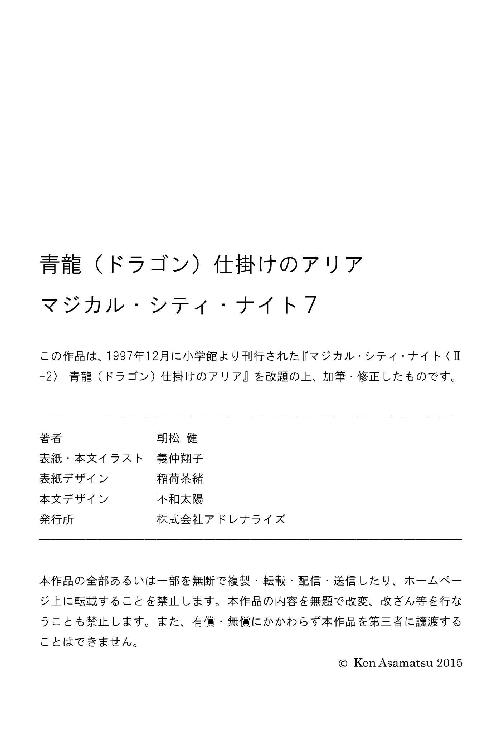 青龍（ドラゴン）仕掛けのアリア
マジカル・シティ・ナイト７
この作品は、1997年12月に小学館より刊行された『マジカル・シティ・ナイト〈Ⅱ
-2〉 青龍（ドラゴン）仕掛けのアリア』を改題の上、加筆・修正したものです。
著者 朝松 健
表紙・本文イラスト 義仲翔子
表紙デザイン 稲荷茶緒
本文デザイン 不和太陽
発行所 株式会社アドレナライズ
本作品の全部あるいは一部を無断で複製・転載・配信・送信したり、ホームペー
ジ上に転載することを禁止します。本作品の内容を無題で改変、改ざん等を行な
うことも禁止します。また、有償・無償にかかわらず本作品を第三者に譲渡する
ことはできません。
© Ken Asamatsu 2015